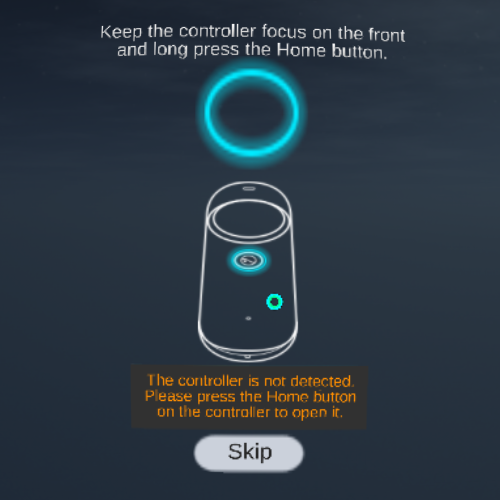 Keep the controller focus on the front
and long press the Home button.
The controller is not detected.
Please press the Home button
on the controller to open it.
Skip